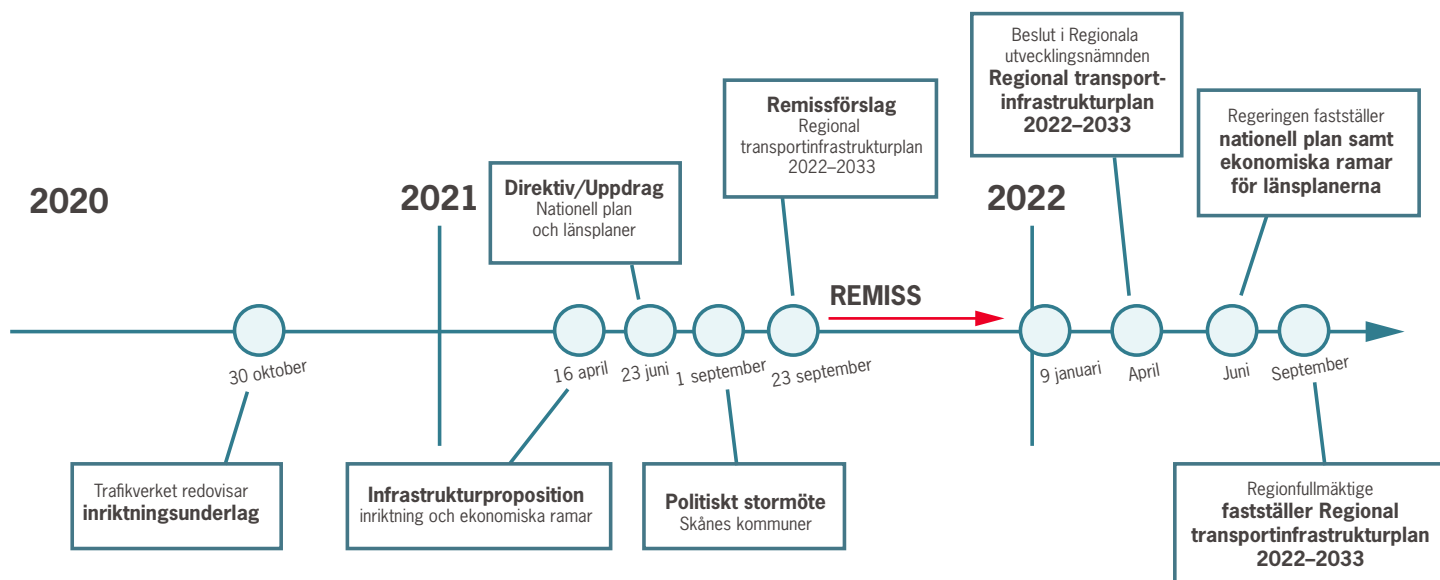 2020
2021
2022
Direktiv/Uppdrag
Nationell plan
och länsplaner
Remissförslag
Regional
transportinfrastrukturplan
2022–2033
Beslut i Regionala
utvecklingsnämnden
Regional transport-
infrastrukturplan
2022–2033
Regeringen fastställer
nationell plan samt
ekonomiska ramar
för länsplanerna
REMISS
30 oktober
16 april
23 juni
1 september
23 september
9 januari
April
Juni
September
Trafikverket redovisar
inriktningsunderlag
Infrastrukturproposition
inriktning och ekonomiska ramar
Politiskt stormöte
Skånes kommuner
Regionfullmäktige
fastställer Regional
transportinfrastrukturplan
2022–2033